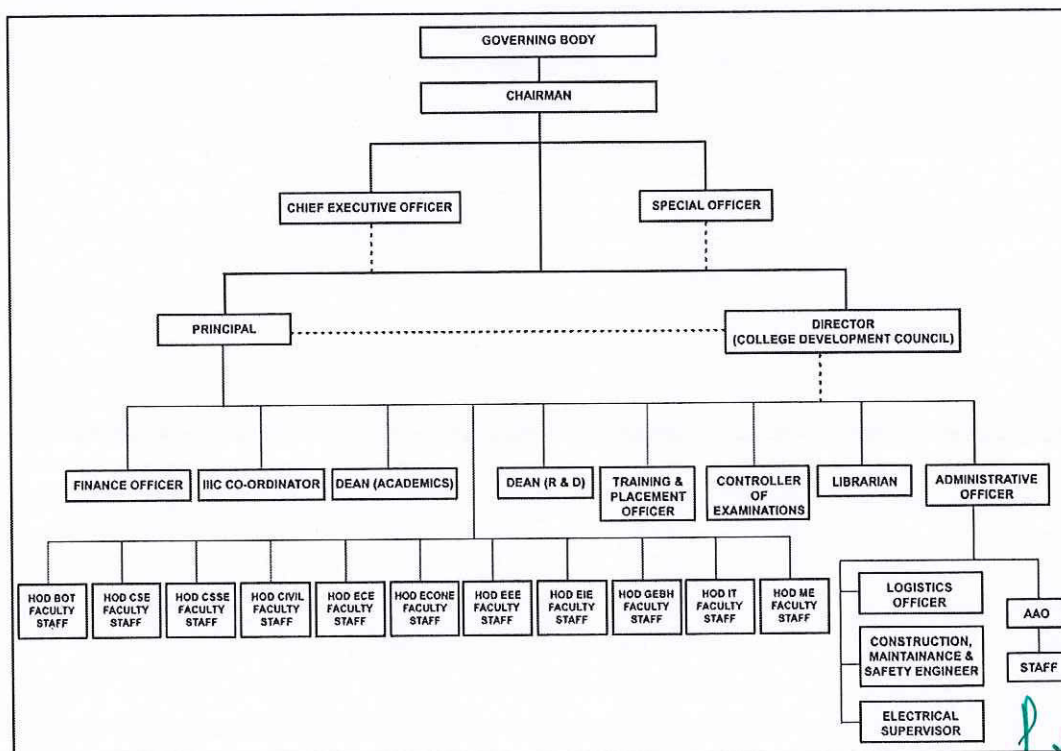 GOVERNING BODY
CHAIRMAN
CHIEF EXECUTIVE OFFICER
SPECIAL OFFICER
PRINCIPAL
DIRECTOR
(COLLEGE DEVELOPMENT COUNCIL)
FINANCE OFFICER
IIIC CO-ORDINATOR
DEAN (ACADEMICS)
DEAN (R & D)
TRAINING &
PLACEMENT
OFFICER
CONTROLLER
OF
EXAMINATIONS
LIBRARIAN
ADMINISTRATIVE
OFFICER
HOD BOT
FACULTY
STAFF
HOD CSE
FACULTY
STAFF
HOD CSSE
FACULTY
STAFF
HOD CIVIL
FACULTY
STAFF
HOD ECE
FACULTY
STAFF
HOD ECONE
FACULTY
STAFF
HOD EEE
FACULTY
STAFF
HOD EIE
FACULTY
STAFF
HOD GEBH
FACULTY
STAFF
HOD IT
FACULTY
STAFF
HOD ME
FACULTY
STAFF
LOGISTICS
OFFICER
CONSTRUCTION,
MAINTAINANCE &
SAFETY ENGINEER
ELECTRICAL
SUPERVISOR
AAO
STAFF